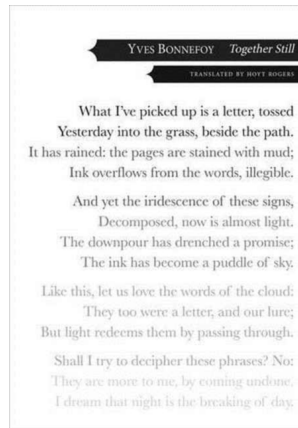 YVES BONNEFOY Together Still
TRANSLATED BY HOYT ROGERS
What I've picked up is a letter, tossed
Yesterday into the grass, beside the path.
It has rained: the pages are stained with mud;
Ink overflows from the words, illegible.
And yet the iridescence of these signs,
Decomposed, now is almost light.
The downpour has drenched a promise;
The ink has become a puddle of sky.
Like this, let us love the words of the cloud:
They too were a letter, and our lure;
But light redeems them by passing through.
Shall I try to decipher these phrases? No:
They are more to me, by coming undone.
I dream that night is the breaking of day.